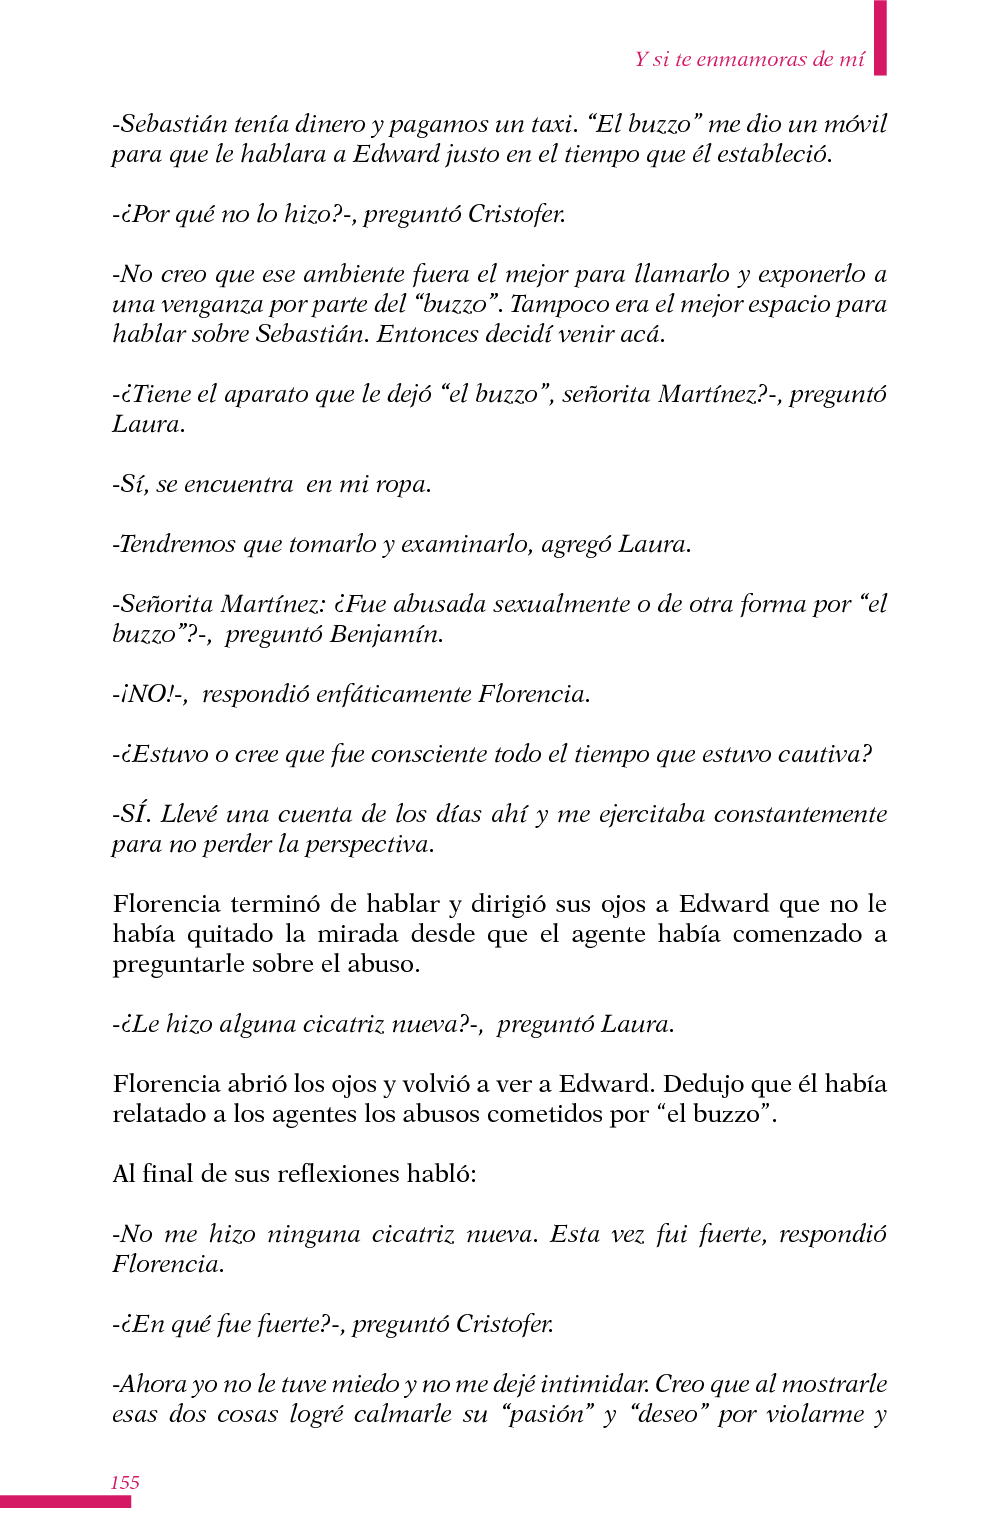 Y si te enmamoras de mí
-Sebastián tenía dinero y pagamos un taxi. “El buzzo” me dio un móvil
para que le hablara a Edward justo en el tiempo que él estableció.
-¿Por qué no lo hizo?-, preguntó Cristofer.
-No creo que ese ambiente fuera el mejor para llamarlo y exponerlo a
una venganza por parte del “buzzo”. Tampoco era el mejor espacio para
hablar sobre Sebastián. Entonces decidí venir acá.
-¿Tiene el aparato que le dejó “el buzzo”, señorita Martínez?-, preguntó
Laura.
-Sí, se encuentra  en mi ropa.
-Tendremos que tomarlo y examinarlo, agregó Laura.
-Señorita Martínez: ¿Fue abusada sexualmente o de otra forma por “el
buzzo”?-,  preguntó Benjamín.
-¡NO!-,  respondió enfáticamente Florencia.
-¿Estuvo o cree que fue consciente todo el tiempo que estuvo cautiva?
-SÍ. Llevé una cuenta de los días ahí y me ejercitaba constantemente
para no perder la perspectiva.
Florencia terminó de hablar y dirigió sus ojos a Edward que no le
había quitado la mirada desde que el agente había comenzado a
preguntarle sobre el abuso.
-¿Le hizo alguna cicatriz nueva?-,  preguntó Laura.
Florencia abrió los ojos y volvió a ver a Edward. Dedujo que él había
relatado a los agentes los abusos cometidos por “el buzzo”.
Al final de sus reflexiones habló:
-No me hizo ninguna cicatriz nueva. Esta vez fui fuerte, respondió
Florencia.
-¿En qué fue fuerte?-, preguntó Cristofer.
-Ahora yo no le tuve miedo y no me dejé intimidar. Creo que al mostrarle
esas dos cosas logré calmarle su “pasión” y “deseo” por violarme y
155